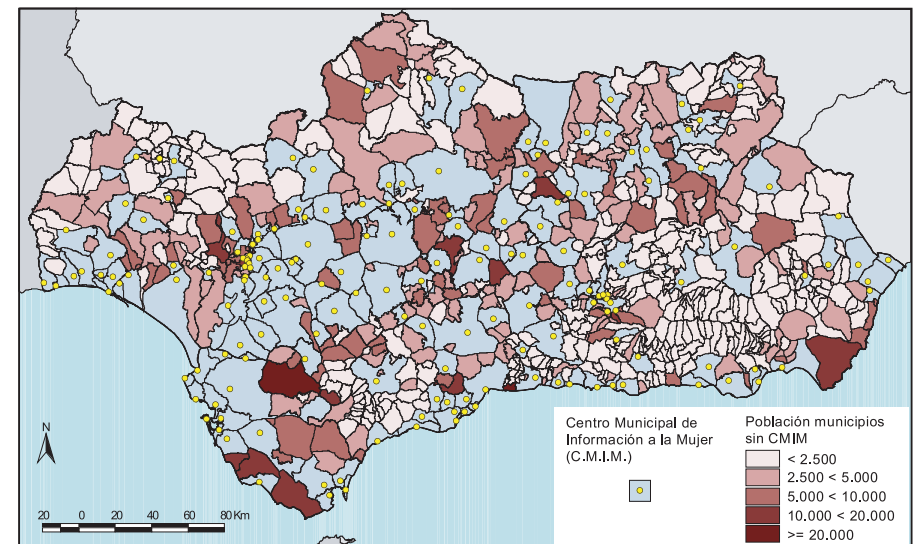 N
20 0 20 40 60 80 Km
Centro Municipal de
Información a la Mujer
(C.M.I.M.)
Población municipios
sin CMIM
< 2.500
2.500 < 5.000
5.000 < 10.000
10.000 < 20.000
>= 20.000